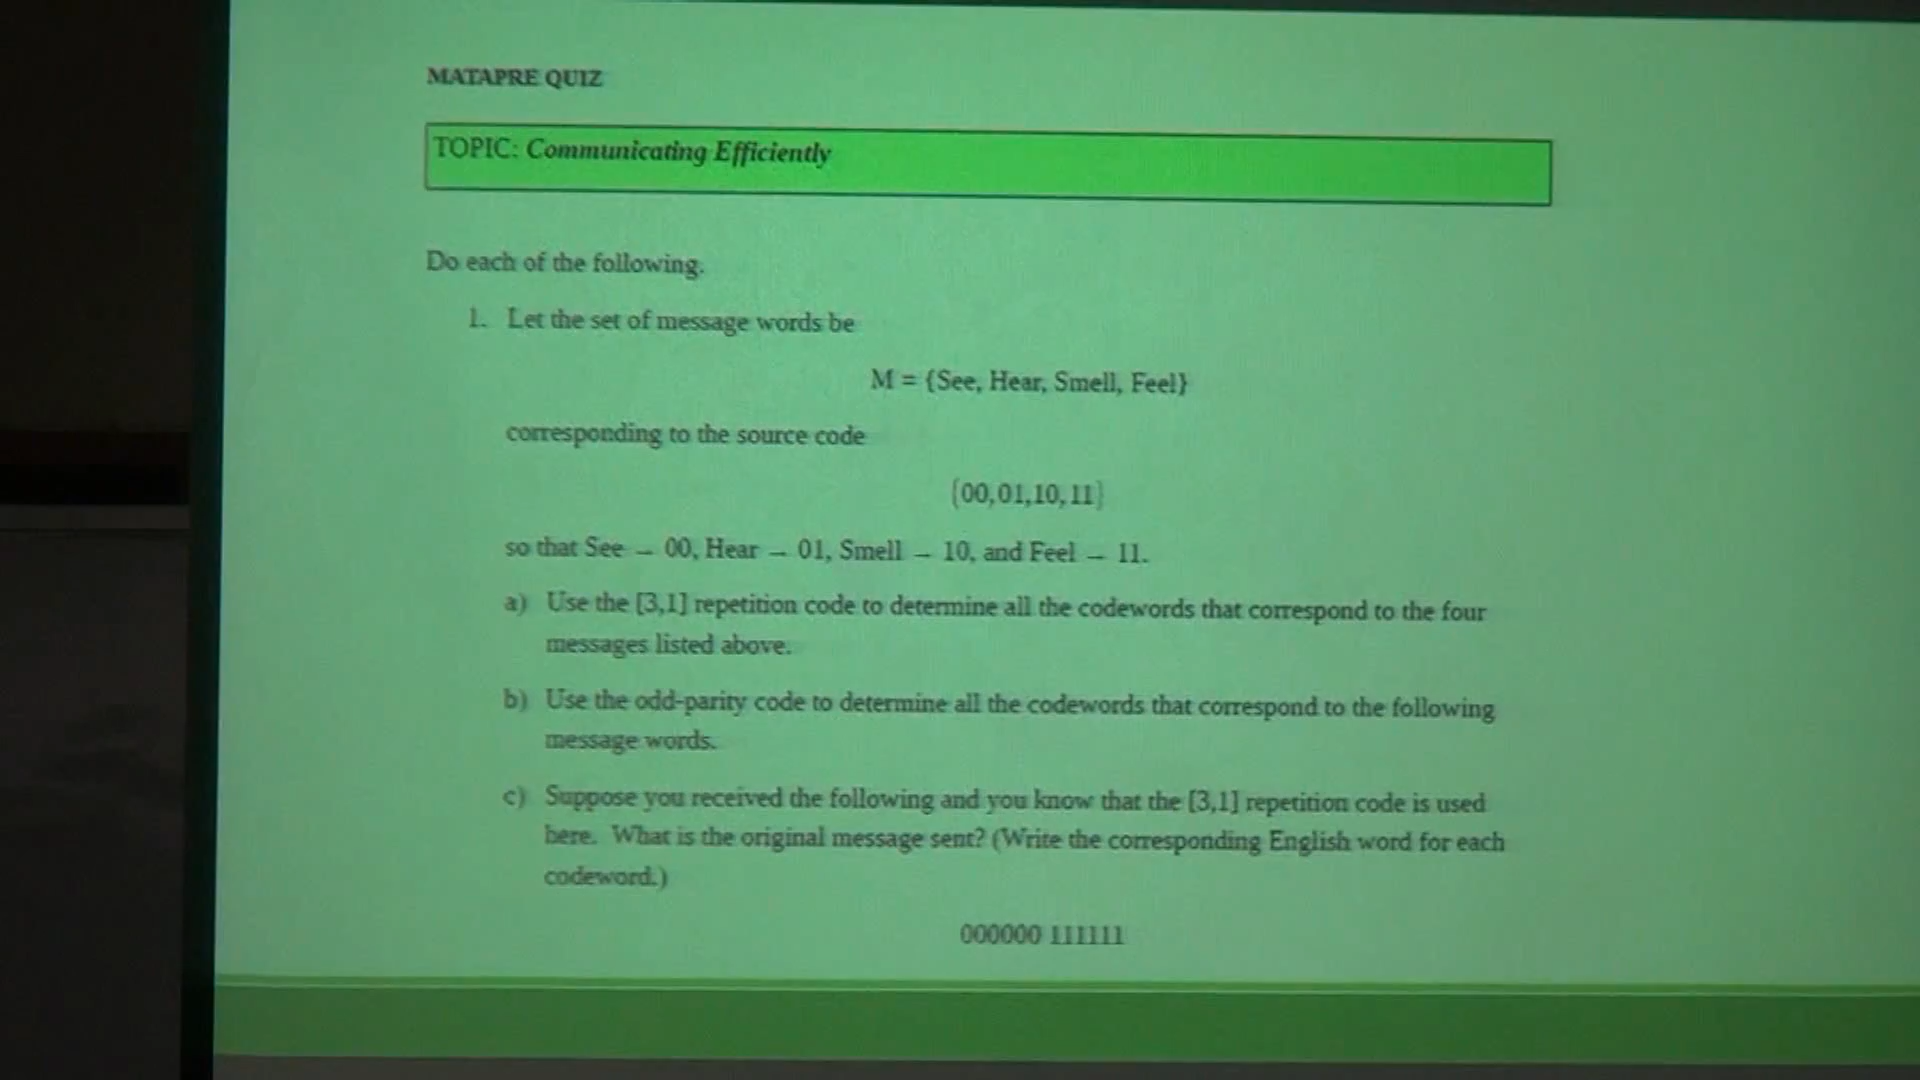 MATAPRE QUIZ
TOPIC: Communicating Efficiently
Do each of the following.
1. Let the set of message words be
M = {See, Hear, Smell, Feel}
corresponding to the source code
{00,01,10,11}
so that See → 00, Hear → 01, Smell → 10, and Feel → 11.
a) Use the [3,1] repetition code to determine all the codewords that correspond to the four
messages listed above.
b) Use the odd-parity code to determine all the codewords that correspond to the following
message words.
c) Suppose you received the following and you know that the [3,1] repetition code is used
here. What is the original message sent? (Write the corresponding English word for each
codeword.)
000000 111111